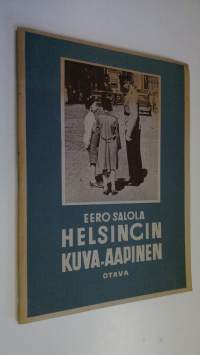 EERO SALOLA
HELSINGIN
KUVA-AAPINEN
OTAVA